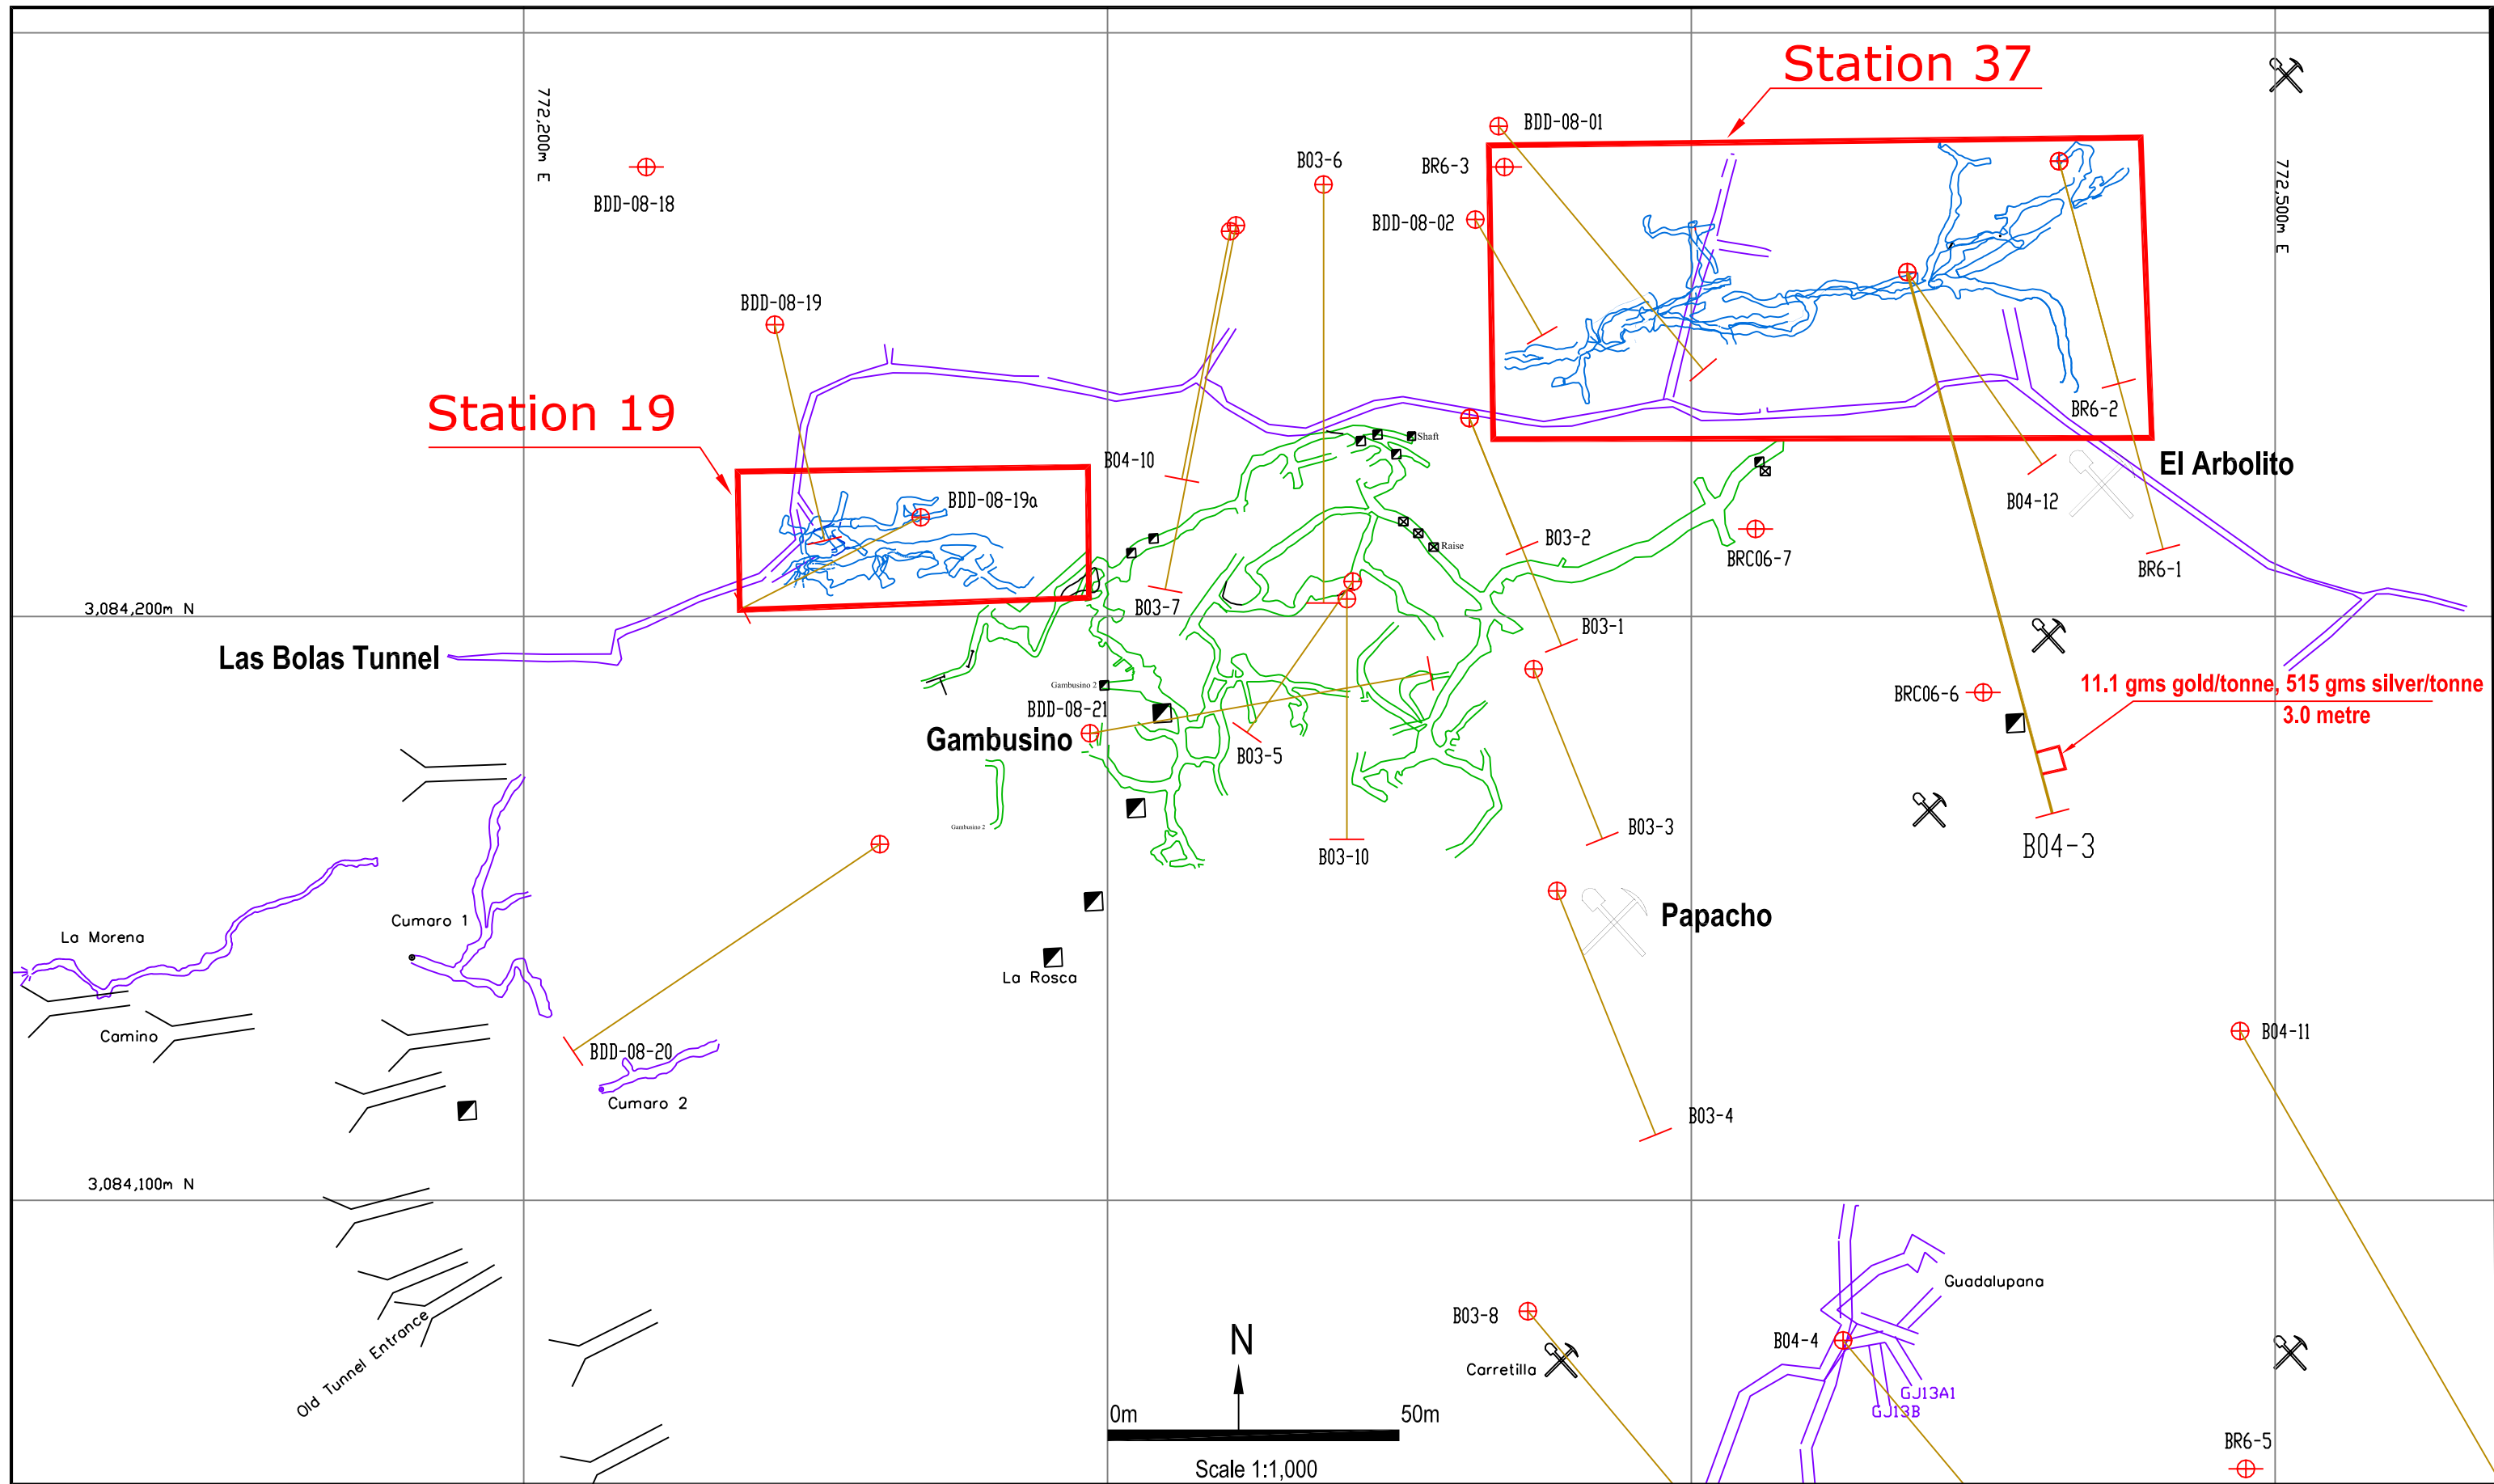 Station 37
772,200m E
BDD-08-01
B03-6
BR6-3
772,500m E
BDD-08-18
BDD-08-02
BDD-08-19
Station 19
BR6-2
Shaft
B04-10
El Arbolito
BDD-08-19a
B04-12
B03-2
Raise
BRC06-7
BR6-1
3,084,200m N
B03-7
B03-1
Las Bolas Tunnel
Gambusino 2
11.1 gms gold/tonne, 515 gms silver/tonne
3.0 metre
BRC06-6
BDD-08-21
Gambusino
B03-5
Gambusino 2
B03-3
B04-3
B03-10
Papacho
Cumaro 1
La Morena
La Rosca
Camino
B04-11
BDD-08-20
Cumaro 2
B03-4
3,084,100m N
Guadalupana
B03-8
Old Tunnel Entrance
N
B04-4
Carretilla
GJ13A1
GJ13B
0m
50m
BR6-5
Scale 1:1,000